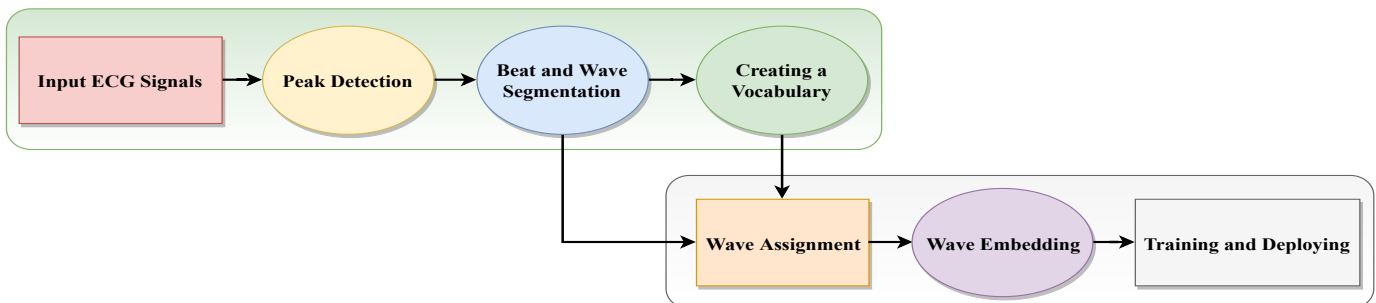 Input ECG Signals
Peak Detection
Beat and Wave
Segmentation
Creating a
Vocabulary
Wave Assignment
Wave Embedding
Training and Deploying